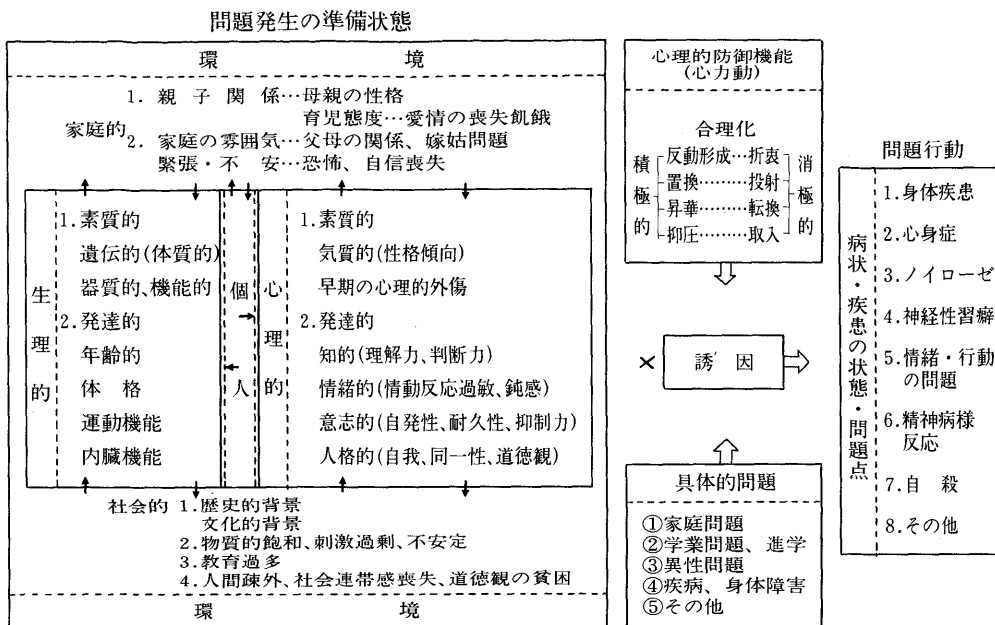 問題発生の準備状態
環 境
1. 親子関係…母親の性格
育児態度…愛情の喪失飢餓
家庭的
2. 家庭の雰囲気…父母の関係、嫁姑問題
緊張・不安…恐怖、自信喪失
生理的
1.素質的
遺伝的(体質的)
器質的、機能的
2.発達的
年齢的
体格
運動機能
内臓機能
個人
心理的
1.素質的
気質的(性格傾向)
早期の心理的外傷
2.発達的
知的(理解力、判断力)
情緒的(情動反応過敏、鈍感)
意志的(自発性、耐久性、抑制力)
人格的(自我、同一性、道徳観)
社会的 1.歴史的背景
文化的背景
2.物質的飽和、刺激過剰、不安定
3.教育過多
4.人間疎外、社会連帯感喪失、道徳観の貧困
環 境
心理的防御機能
(心力動)
合理化
積極的
反動形成…折衷
置換………投射
昇華………転換
抑圧………取入
消極的
× 誘因
具体的問題
①家庭問題
②学業問題、進学
③異性問題
④疾病、身体障害
⑤その他
問題行動
病状・疾患の状態・問題点
1.身体疾患
2.心身症
3.ノイローゼ
4.神経性習癖
5.情緒・行動
の問題
6.精神病様
反応
7.自殺
8.その他